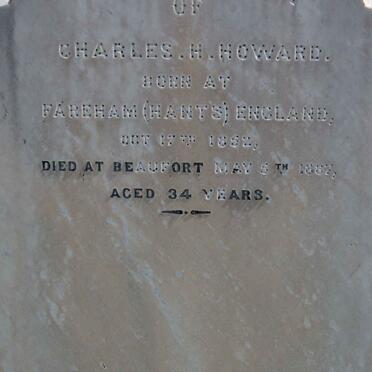 OF
CHARLES. H. HOWARD.
BORN AT
FAREHAM (HANTS) ENGLAND,
OCT 17TH
DIED AT BEAUFORT MAY 5TH 1887,
AGED 34 YEARS.